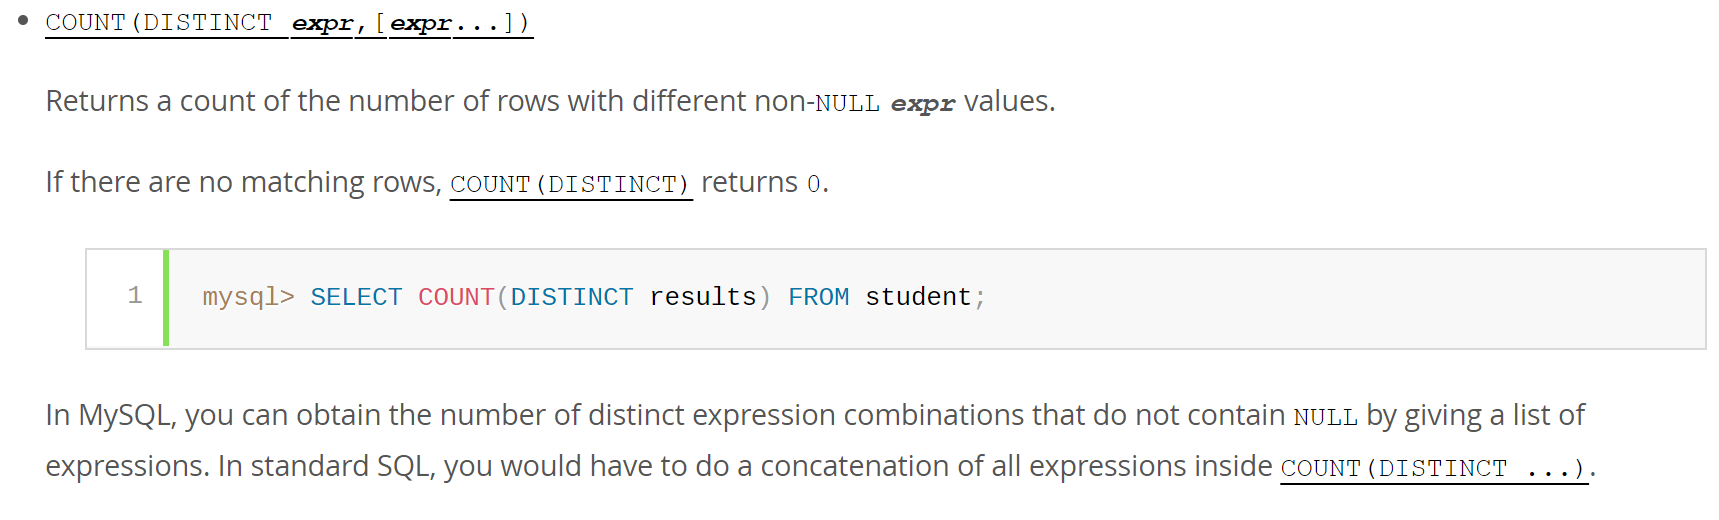 • COUNT(DISTINCT expr,[expr...])
Returns a count of the number of rows with different non-NULL expr values.
If there are no matching rows, COUNT(DISTINCT) returns 0.
1 mysql> SELECT COUNT(DISTINCT results) FROM student;
In MySQL, you can obtain the number of distinct expression combinations that do not contain NULL by giving a list of
expressions. In standard SQL, you would have to do a concatenation of all expressions inside COUNT(DISTINCT ...).